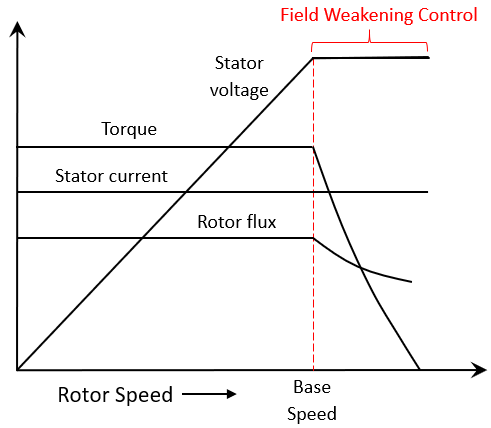 Field Weakening Control
Stator
voltage
Torque
Stator current
Rotor flux
Rotor Speed
Base
Speed